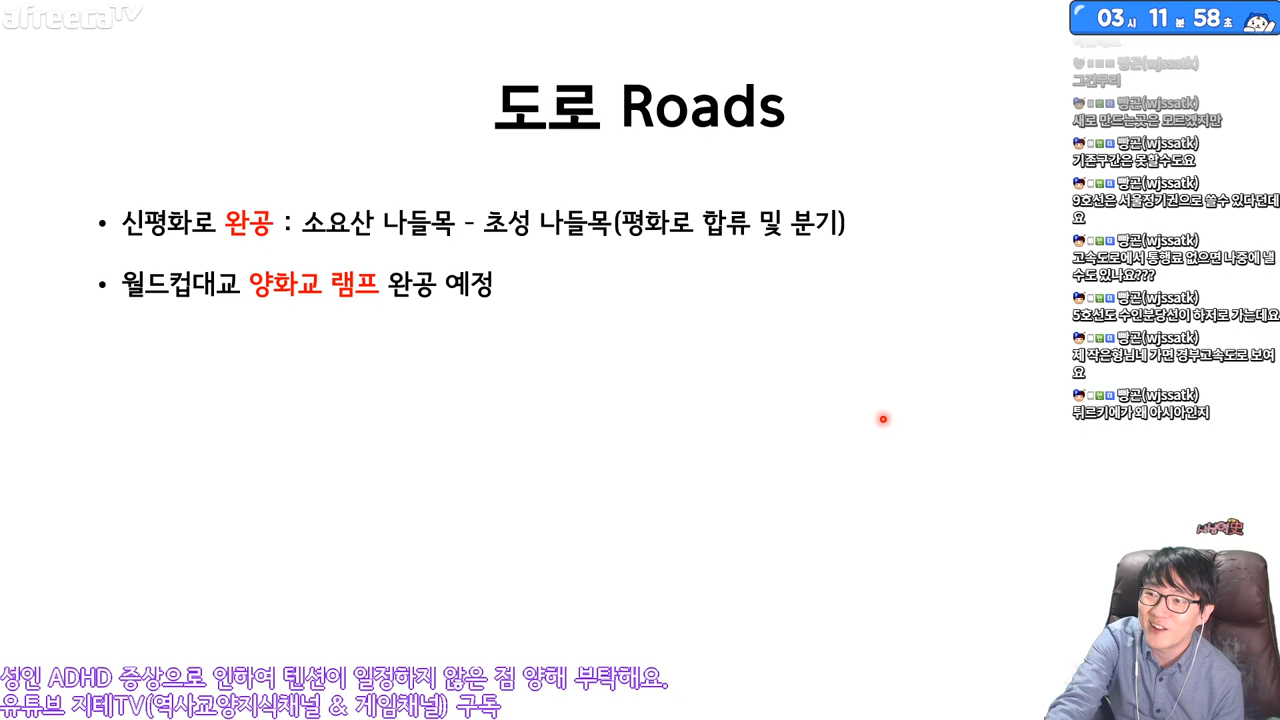 afreecaTV
03시 11분 58초
도로 Roads
• 신평화로 완공 : 소요산 나들목 - 초성 나들목(평화로 합류 및 분기)
• 월드컵대교 양화교 램프 완공 예정
빵곤(wjssatk)
그건무리
빵곤(wjssatk)
새로 만드는곳은 모르겠지만
빵곤(wjssatk)
기존구간은 못할수도요
빵곤(wjssatk)
9호선은 서울정기권으로 쓸수 있다던데
요
빵곤(wjssatk)
고속도로에서 통행료 없으면 나중에 낼
수도 있나요???
빵곤(wjssatk)
5호선도 수인분당선이 하저로 가는데요
빵곤(wjssatk)
제 작은형님네 가면 경부고속도로 보여
요
빵곤(wjssatk)
튀르키예가 왜 아시아인지
성인 ADHD 증상으로 인하여 텐션이 일정하지 않은 점 양해 부탁해요.
유튜브 지테TV(역사교양지식채널 & 게임채널) 구독